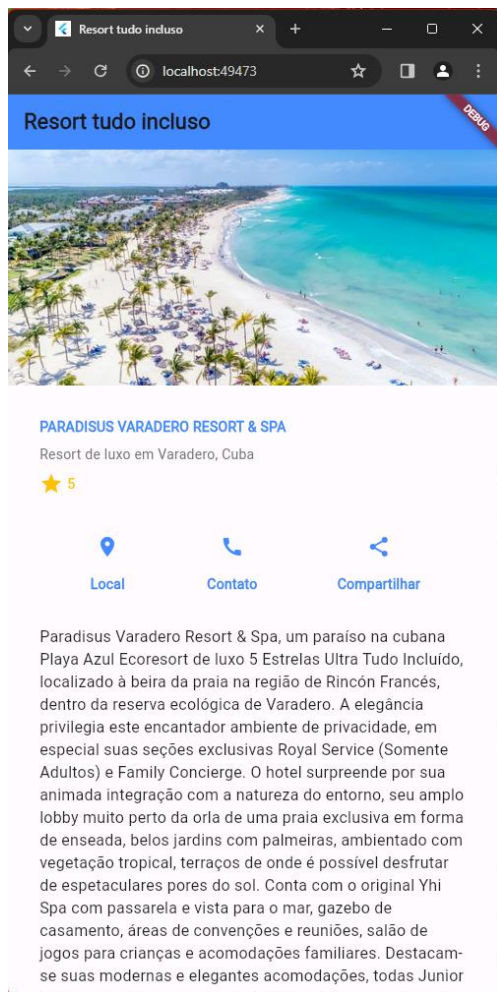 Resort tudo incluso
localhost:49473
Resort tudo incluso
DEBUG
PARADISUS VARADERO RESORT & SPA
Resort de luxo em Varadero, Cuba
5
Local Contato Compartilhar
Paradisus Varadero Resort & Spa, um paraíso na cubana
Playa Azul Ecoresort de luxo 5 Estrelas Ultra Tudo Incluído,
localizado à beira da praia na região de Rincón Francés,
dentro da reserva ecológica de Varadero. A elegância
privilegia este encantador ambiente de privacidade, em
especial suas seções exclusivas Royal Service (Somente
Adultos) e Family Concierge. O hotel surpreende por sua
animada integração com a natureza do entorno, seu amplo
lobby muito perto da orla de uma praia exclusiva em forma
de enseada, belos jardins com palmeiras, ambientado com
vegetação tropical, terraços de onde é possível desfrutar
de espetaculares pores do sol. Conta com o original Yhi
Spa com passarela e vista para o mar, gazebo de
casamento, áreas de convenções e reuniões, salão de
jogos para crianças e acomodações familiares. Destacam-
se suas modernas e elegantes acomodações, todas Junior